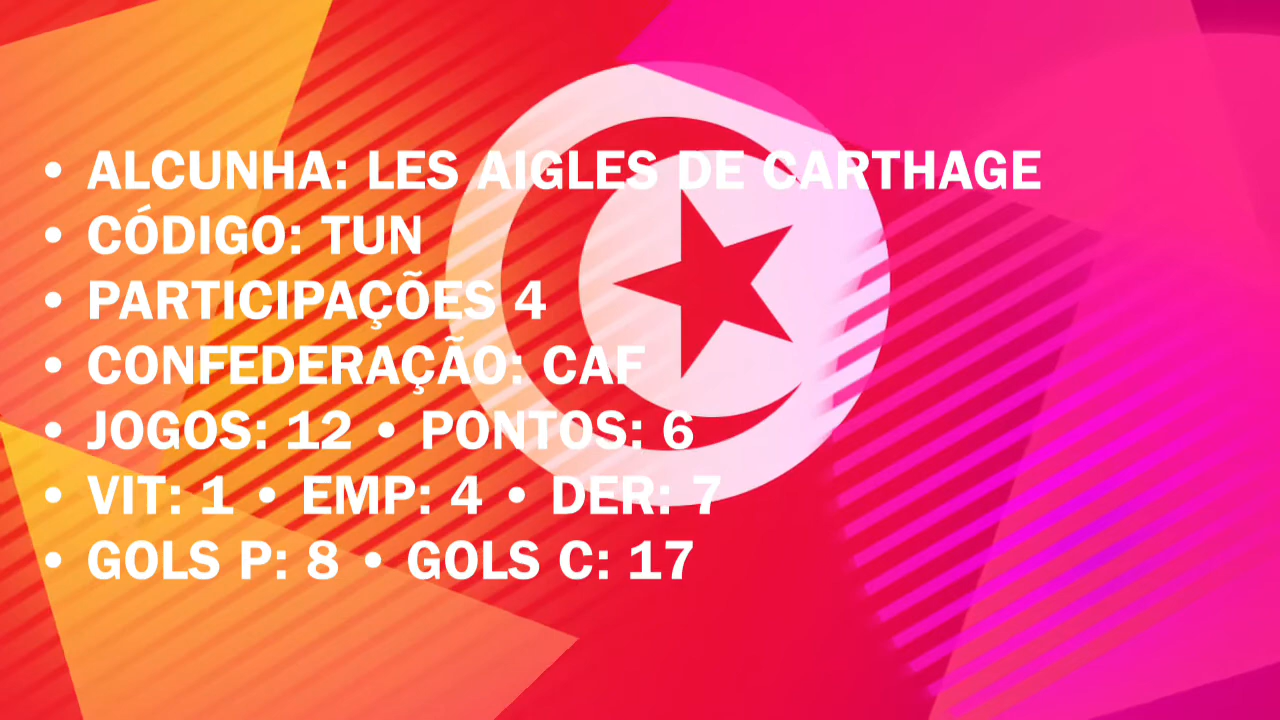 • ALCUNHA: LES AIGLES DE CARTHAGE
• CÓDIGO: TUN
• PARTICIPAÇÕES 4
• CONFEDERAÇÃO: CAF
• JOGOS: 12 • PONTOS: 6
• VIT: 1 • EMP: 4 • DER: 7
• GOLS P: 8 • GOLS C: 17